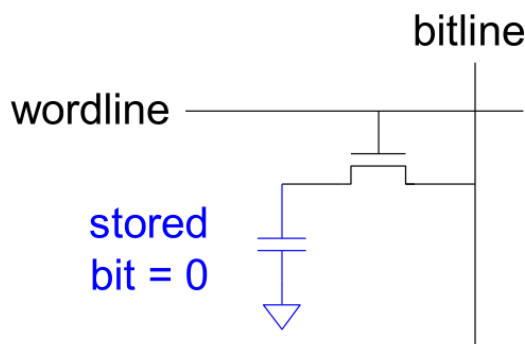 bitline
wordline
stored
bit = 0